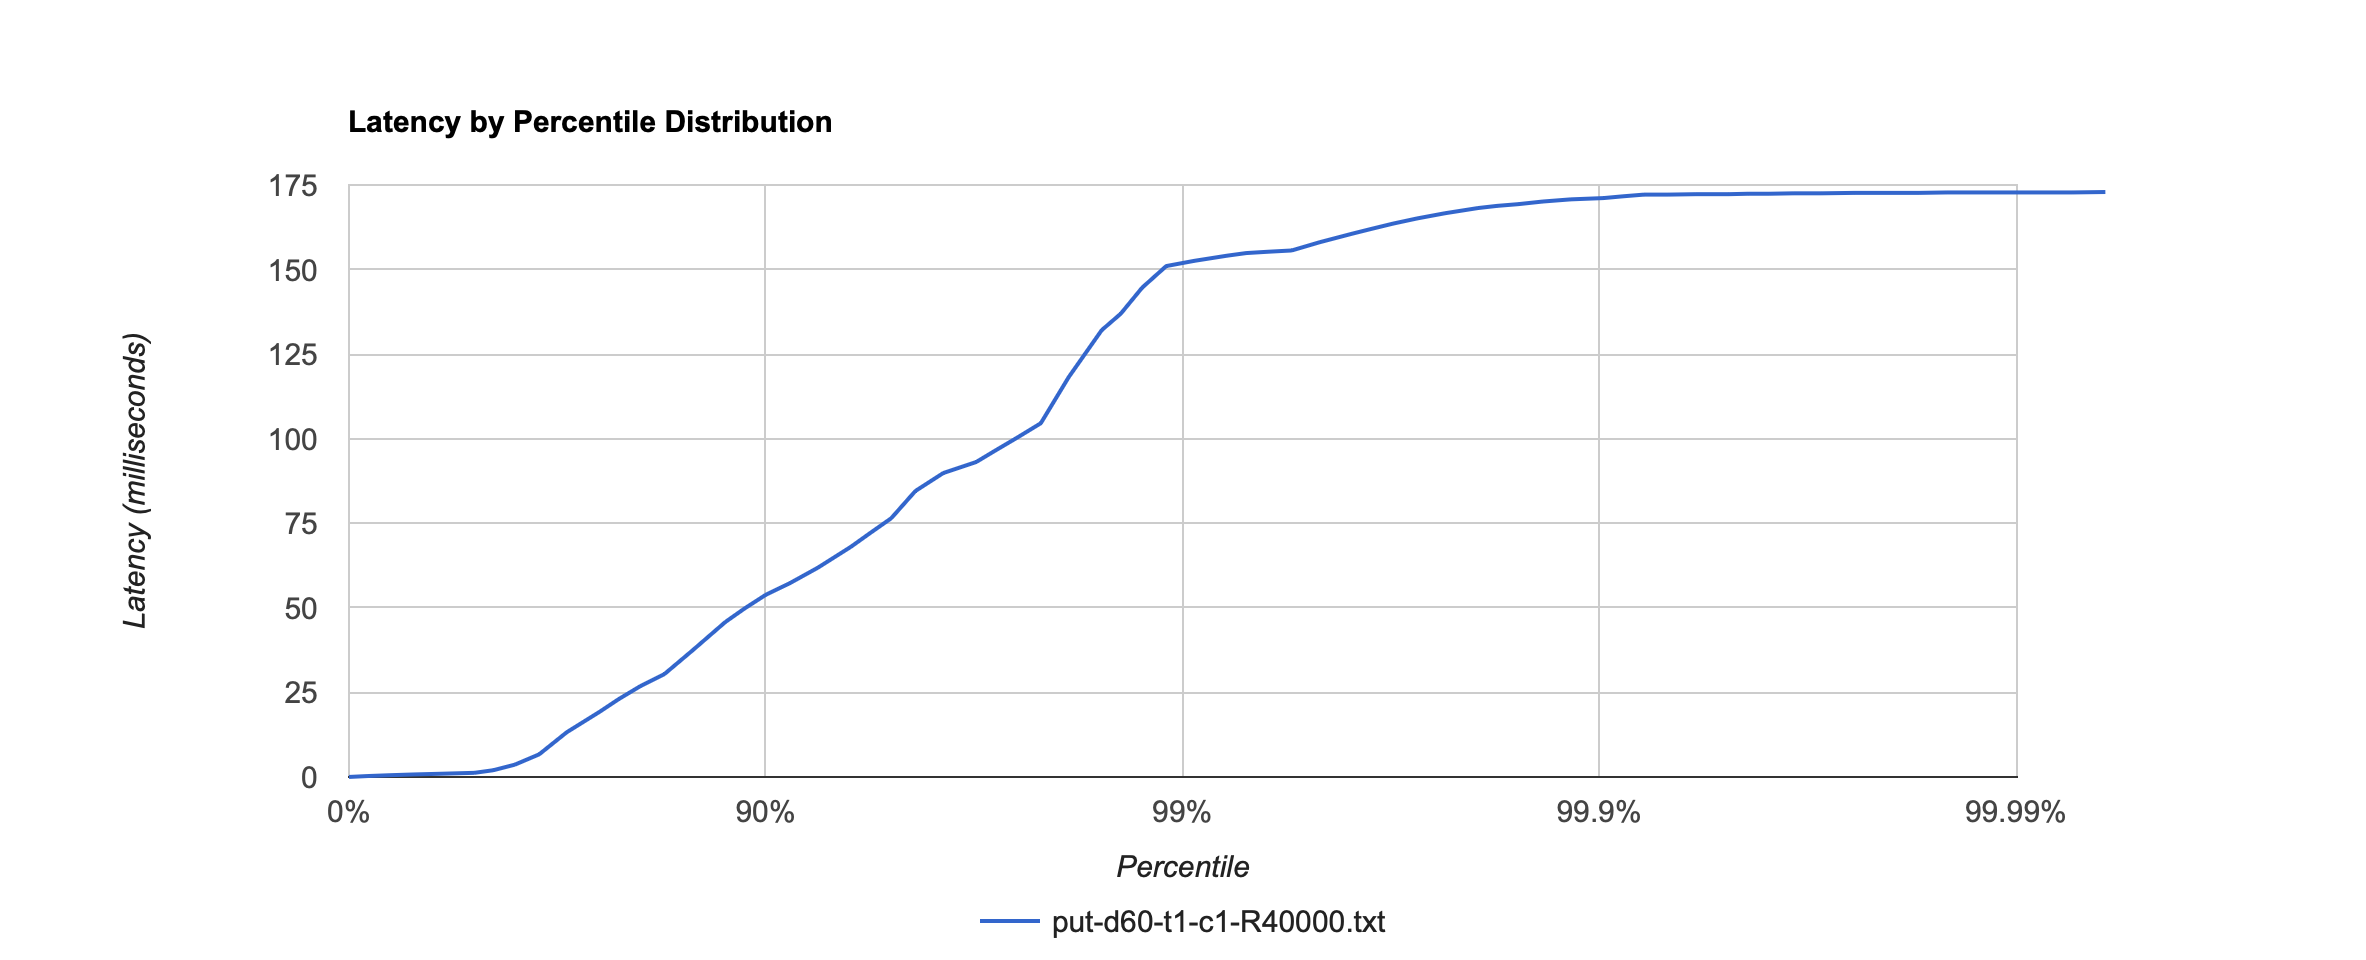 Latency by Percentile Distribution
175
150
125
100
75
50
25
0
Latency (milliseconds)
0% 90% 99% 99.9% 99.99%
Percentile
put-d60-t1-c1-R40000.txt